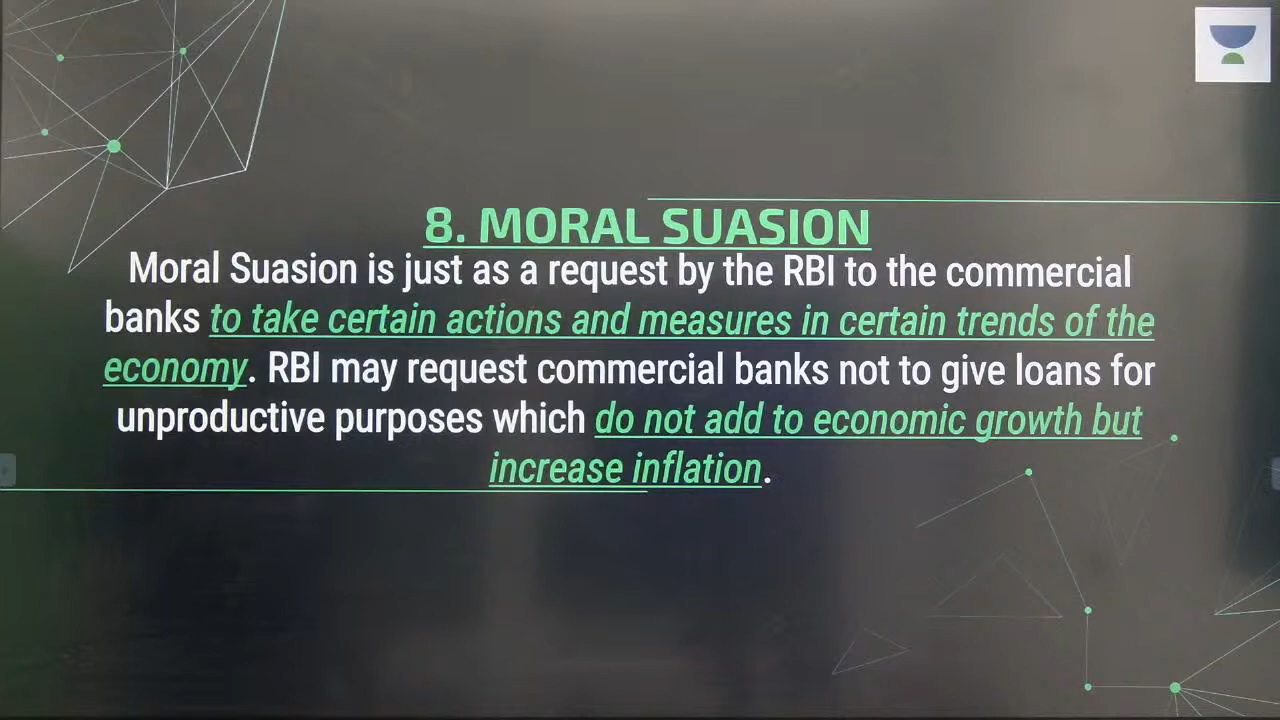 8. MORAL SUASION
Moral Suasion is just as a request by the RBI to the commercial
banks to take certain actions and measures in certain trends of the
economy. RBI may request commercial banks not to give loans for
unproductive purposes which do not add to economic growth but
increase inflation.